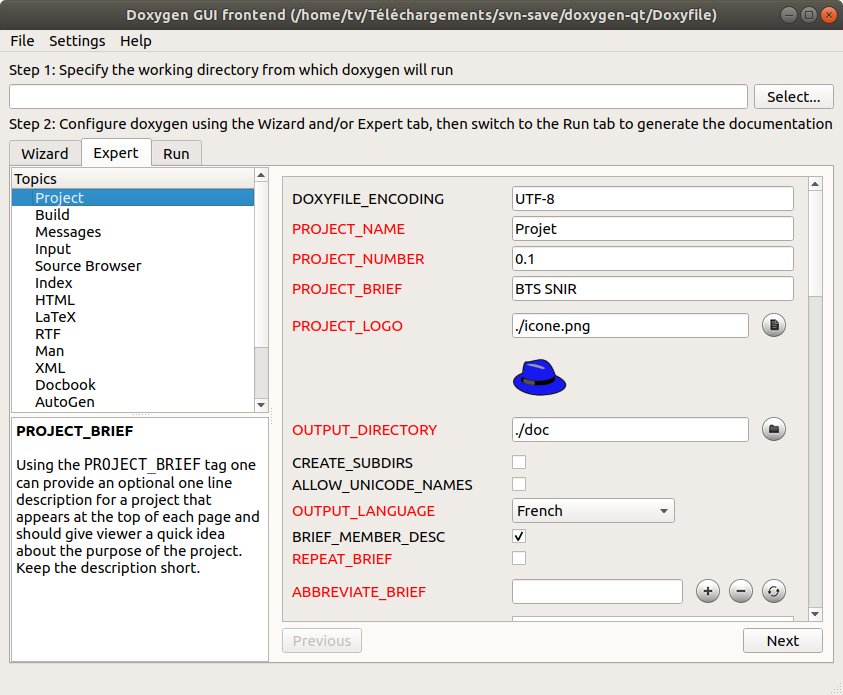 Doxygen GUI frontend (/home/tv/Téléchargements/svn-save/doxygen-qt/Doxyfile)
File Settings Help
Step 1: Specify the working directory from which doxygen will run
Select...
Step 2: Configure doxygen using the Wizard and/or Expert tab, then switch to the Run tab to generate the documentation
Wizard Expert Run
Topics
Project
Build
Messages
Input
Source Browser
Index
HTML
LaTeX
RTF
Man
XML
Docbook
AutoGen
PROJECT_BRIEF
Using the PROJECT_BRIEF tag one
can provide an optional one line
description for a project that
appears at the top of each page and
should give viewer a quick idea
about the purpose of the project.
Keep the description short.
DOXYFILE_ENCODING UTF-8
PROJECT_NAME Projet
PROJECT_NUMBER 0.1
PROJECT_BRIEF BTS SNIR
PROJECT_LOGO ./icone.png
OUTPUT_DIRECTORY ./doc
CREATE_SUBDIRS
ALLOW_UNICODE_NAMES
OUTPUT_LANGUAGE French
BRIEF_MEMBER_DESC
REPEAT_BRIEF
ABBREVIATE_BRIEF
Previous Next